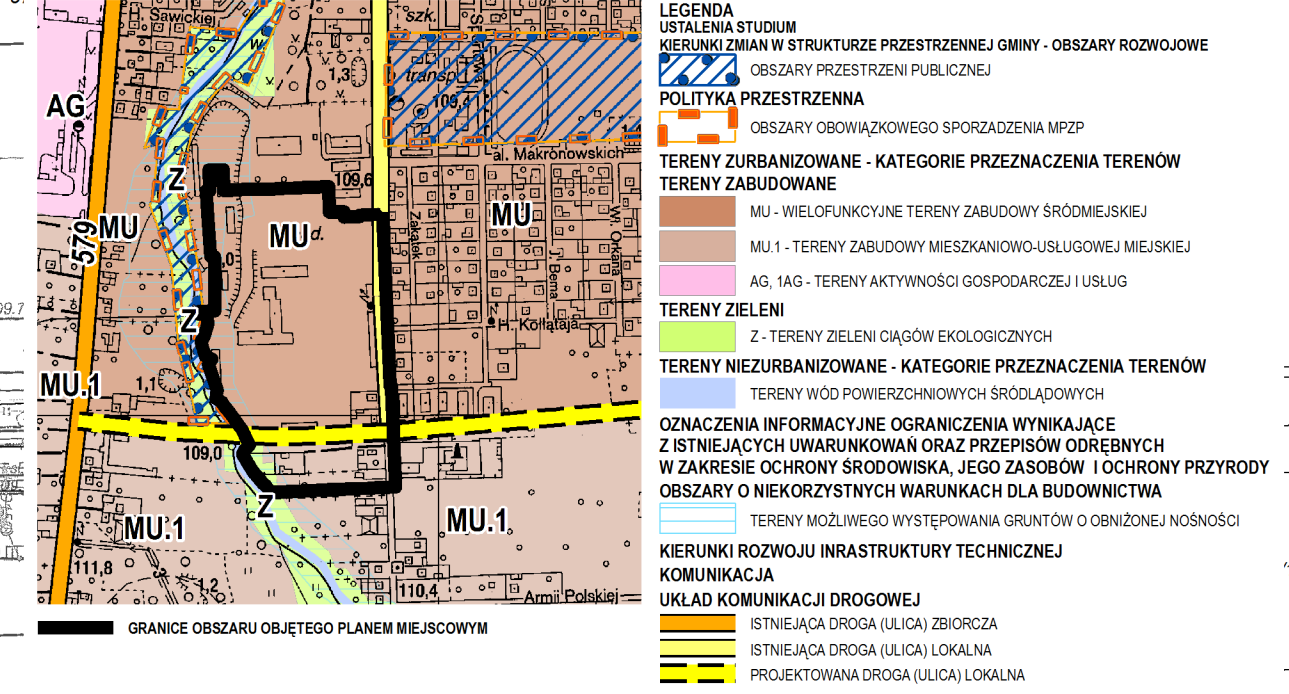 H. Sawickiej
szk.
W
1,3
transp.
109,4
AG
al. Makronowskich
Z
109,6
MU
MU d.
MU
579
Zakątek
Wł. Orkana
J. Bema
Z
H. Kołłątaja
MU.1
1,1
109,0
Z
MU.1
MU.1
111,8
1,2
110,4
Armii Polskiej
GRANICE OBSZARU OBJĘTEGO PLANEM MIEJSCOWYM
LEGENDA
USTALENIA STUDIUM
KIERUNKI ZMIAN W STRUKTURZE PRZESTRZENNEJ GMINY - OBSZARY ROZWOJOWE
OBSZARY PRZESTRZENI PUBLICZNEJ
POLITYKA PRZESTRZENNA
OBSZARY OBOWIĄZKOWEGO SPORZADZENIA MPZP
TERENY ZURBANIZOWANE - KATEGORIE PRZEZNACZENIA TERENÓW
TERENY ZABUDOWANE
MU - WIELOFUNKCYJNE TERENY ZABUDOWY ŚRÓDMIEJSKIEJ
MU.1 - TERENY ZABUDOWY MIESZKANIOWO-USŁUGOWEJ MIEJSKIEJ
AG, 1AG - TERENY AKTYWNOŚCI GOSPODARCZEJ I USŁUG
TERENY ZIELENI
Z - TERENY ZIELENI CIĄGÓW EKOLOGICZNYCH
TERENY NIEZURBANIZOWANE - KATEGORIE PRZEZNACZENIA TERENÓW
TERENY WÓD POWIERZCHNIOWYCH ŚRÓDLĄDOWYCH
OZNACZENIA INFORMACYJNE OGRANICZENIA WYNIKAJĄCE
Z ISTNIEJĄCYCH UWARUNKOWAŃ ORAZ PRZEPISÓW ODRĘBNYCH
W ZAKRESIE OCHRONY ŚRODOWISKA, JEGO ZASOBÓW I OCHRONY PRZYRODY
OBSZARY O NIEKORZYSTNYCH WARUNKACH DLA BUDOWNICTWA
TERENY MOŻLIWEGO WYSTĘPOWANIA GRUNTÓW O OBNIŻONEJ NOŚNOŚCI
KIERUNKI ROZWOJU INRASTRUKTURY TECHNICZNEJ
KOMUNIKACJA
UKŁAD KOMUNIKACJI DROGOWEJ
ISTNIEJĄCA DROGA (ULICA) ZBIORCZA
ISTNIEJĄCA DROGA (ULICA) LOKALNA
PROJEKTOWANA DROGA (ULICA) LOKALNA